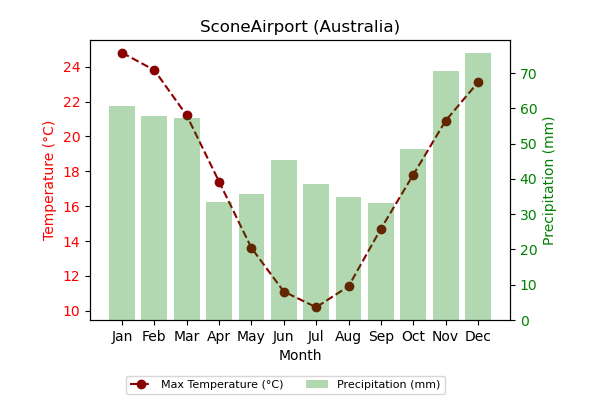 SconeAirport (Australia)
24
22
20
18
16
14
12
10
Temperature (°C)
70
60
50
40
30
20
10
0
Precipitation (mm)
Jan Feb Mar Apr May Jun Jul Aug Sep Oct Nov Dec
Month
Max Temperature (°C) Precipitation (mm)